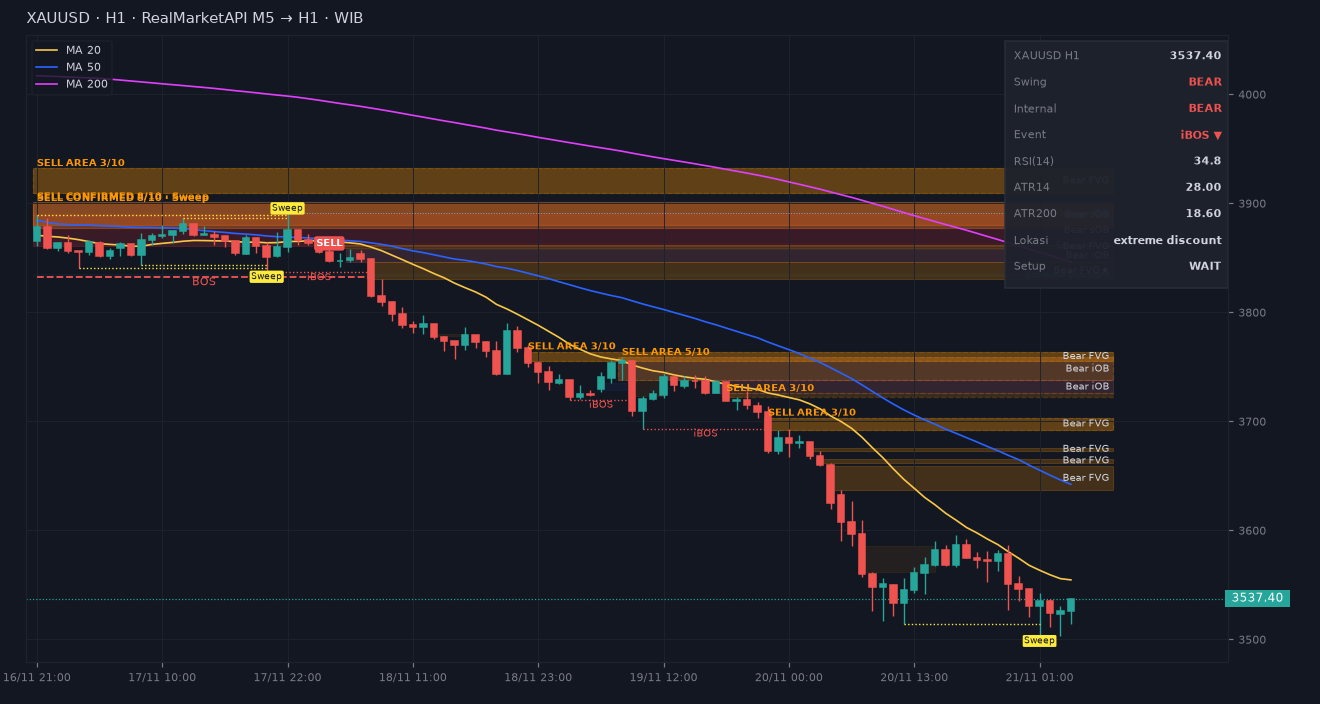 XAUUSD · H1 · RealMarketAPI M5 → H1 · WIB
MA 20
MA 50
MA 200
XAUUSD H1 3537.40
Swing BEAR
Internal BEAR
Event iBOS ▼
RSI(14) 34.8
ATR14 28.00
ATR200 18.60
Lokasi extreme discount
Setup WAIT
4000
3900
3800
3700
3600
3537.40
3500
SELL AREA 3/10
SELL CONFIRMED 8/10 · Sweep
Sweep
SELL
BOS
Sweep
iBOS
SELL AREA 3/10
SELL AREA 5/10
Bear FVG
Bear iOB
SELL AREA 3/10
Bear iOB
iBOS
SELL AREA 3/10
Bear FVG
iBOS
Bear FVG
Bear FVG
Bear FVG
Sweep
16/11 21:00
17/11 10:00
17/11 22:00
18/11 11:00
18/11 23:00
19/11 12:00
20/11 00:00
20/11 13:00
21/11 01:00